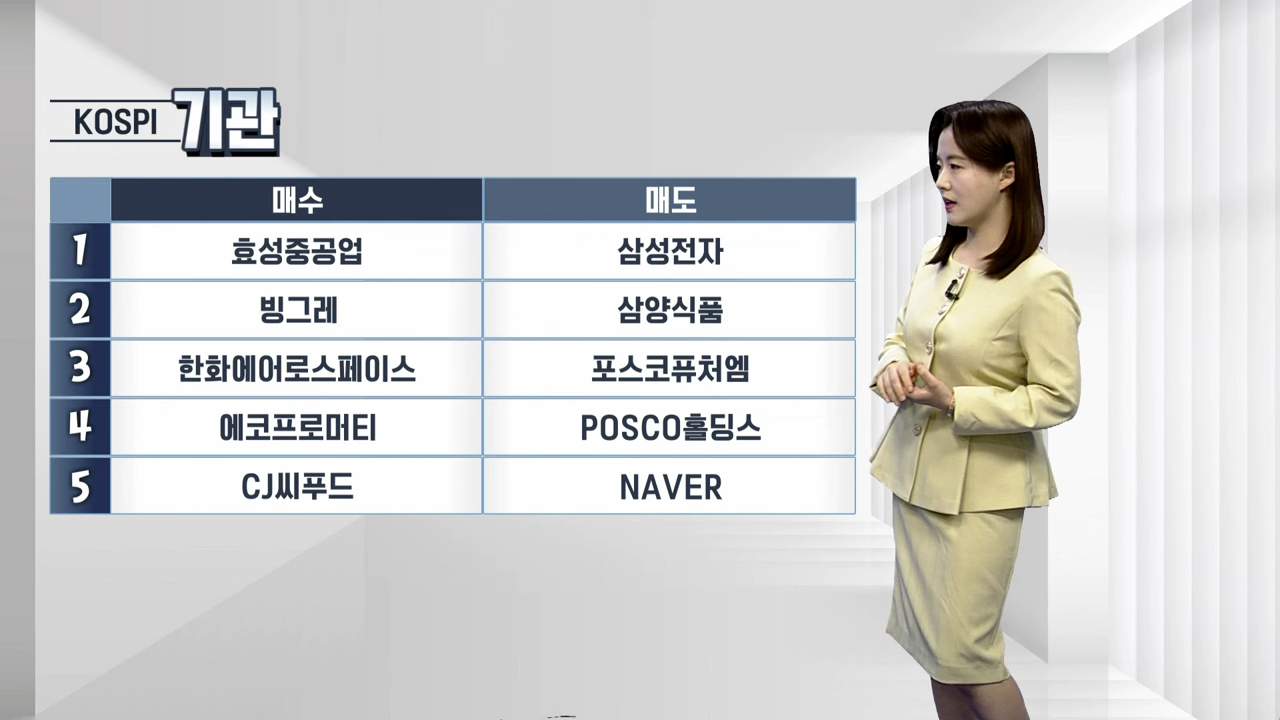 KOSPI 기관
매수 매도
1 효성중공업 삼성전자
2 빙그레 삼양식품
3 한화에어로스페이스 포스코퓨처엠
4 에코프로머티 POSCO홀딩스
5 CJ씨푸드 NAVER